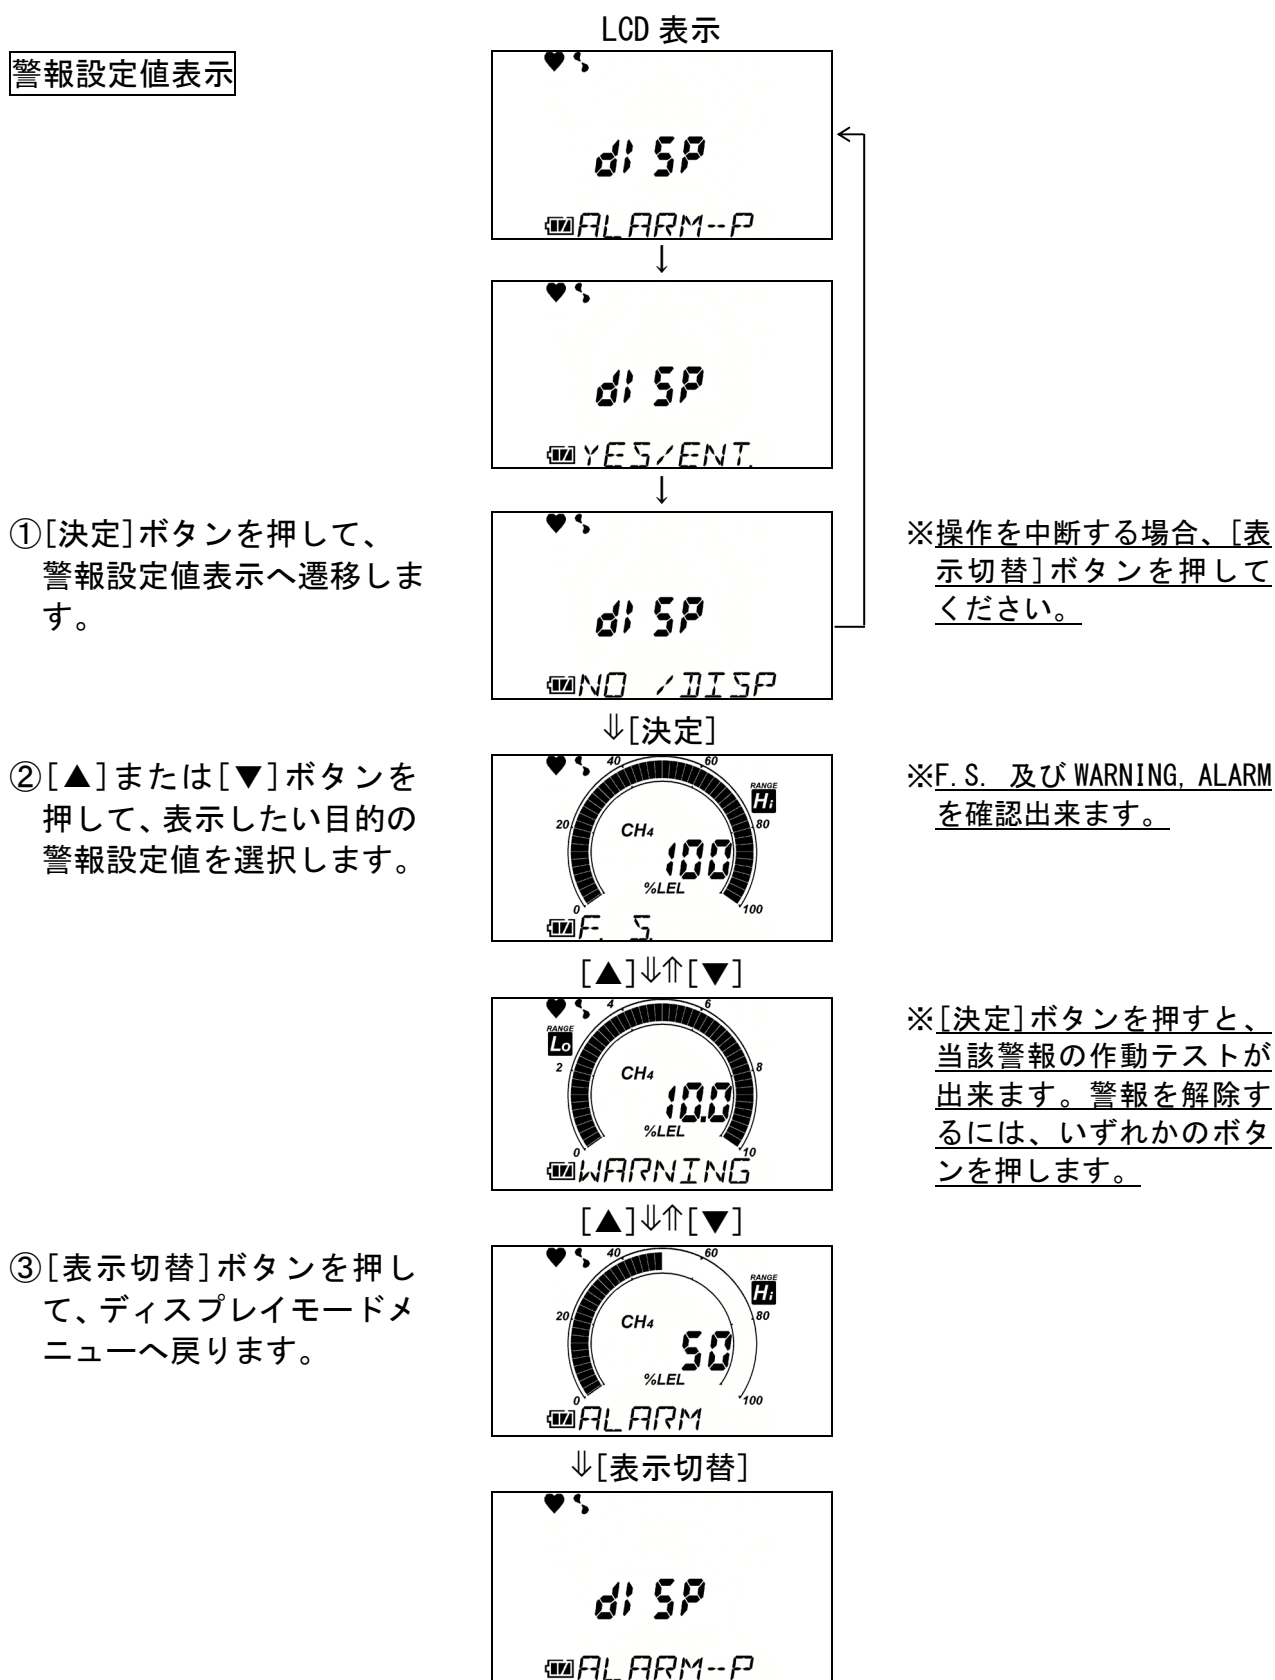 LCD 表示
警報設定値表示
di SP
ALARM--P
↓
di SP
YES/ENT.
↓
①[決定]ボタンを押して、
警報設定値表示へ遷移しま
す。
di SP
NO /DISP
※操作を中断する場合、[表
示切替]ボタンを押して
ください。
⇓[決定]
②[▲]または[▼]ボタンを
押して、表示したい目的の
警報設定値を選択します。
40 60
RANGE
Hi
20 80
CH4
100
%LEL
0 100
F. S.
※F.S. 及び WARNING, ALARM
を確認出来ます。
[▲]⇓⇑[▼]
4 6
RANGE
Lo
2 8
CH4
10.0
%LEL
0 10
WARNING
※[決定]ボタンを押すと、
当該警報の作動テストが
出来ます。警報を解除す
るには、いずれかのボタ
ンを押します。
[▲]⇓⇑[▼]
③[表示切替]ボタンを押し
て、ディスプレイモードメ
ニューへ戻ります。
40 60
RANGE
Hi
20 80
CH4
50
%LEL
0 100
ALARM
⇓[表示切替]
di SP
ALARM--P